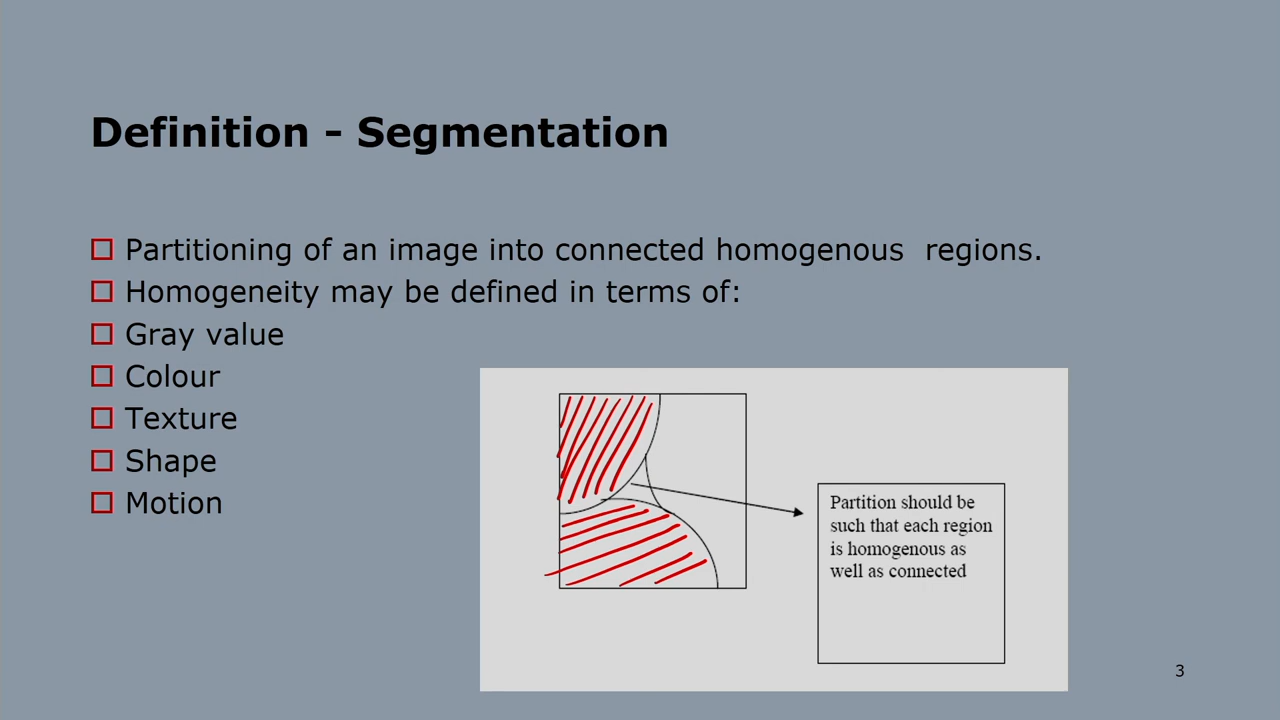 Definition - Segmentation
Partitioning of an image into connected homogenous regions.
Homogeneity may be defined in terms of:
Gray value
Colour
Texture
Shape
Motion
Partition should be
such that each region
is homogenous as
well as connected
3